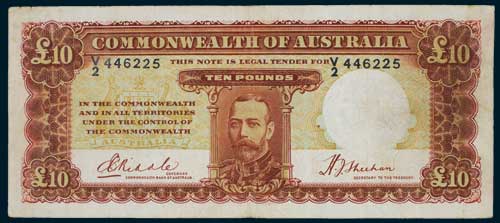 £10 COMMONWEALTH OF AUSTRALIA £10
V/2 446225 THIS NOTE IS LEGAL TENDER FOR V/2 446225
TEN POUNDS
IN THE COMMONWEALTH
AND IN ALL TERRITORIES
UNDER THE CONTROL OF
THE COMMONWEALTH
AUSTRALIA
E C Riddle H J Sheehan
GOVERNOR SECRETARY TO THE TREASURY
COMMONWEALTH BANK OF AUSTRALIA
£10 £10